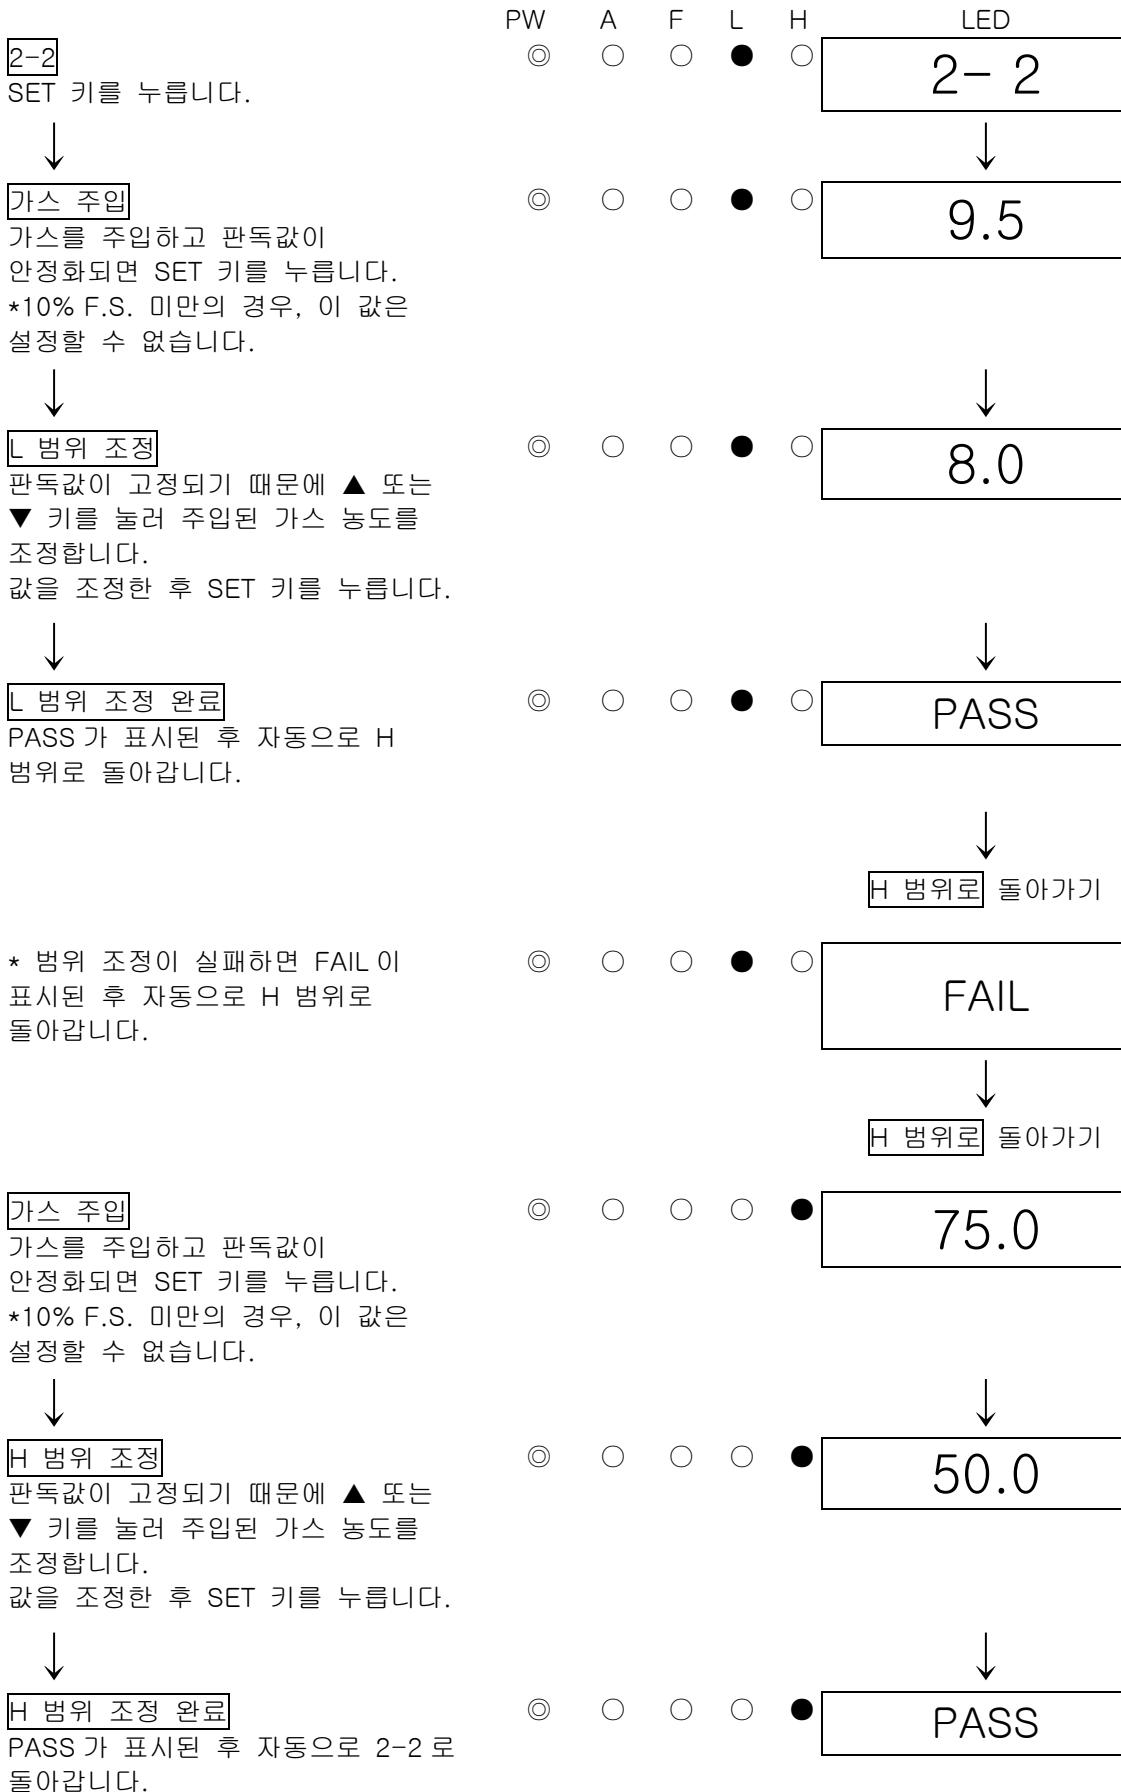 PW A F L H LED
2-2 ◎ ○ ○ ● ○ 2- 2
SET 키를 누릅니다.
↓ ↓
가스 주입 ◎ ○ ○ ● ○ 9.5
가스를 주입하고 판독값이
안정화되면 SET 키를 누릅니다.
*10% F.S. 미만의 경우, 이 값은
설정할 수 없습니다.
↓ ↓
L 범위 조정 ◎ ○ ○ ● ○ 8.0
판독값이 고정되기 때문에 ▲ 또는
▼ 키를 눌러 주입된 가스 농도를
조정합니다.
값을 조정한 후 SET 키를 누릅니다.
↓ ↓
L 범위 조정 완료 ◎ ○ ○ ● ○ PASS
PASS 가 표시된 후 자동으로 H
범위로 돌아갑니다.
↓
H 범위로 돌아가기
* 범위 조정이 실패하면 FAIL 이 ◎ ○ ○ ● ○ FAIL
표시된 후 자동으로 H 범위로
돌아갑니다.
↓
H 범위로 돌아가기
가스 주입 ◎ ○ ○ ○ ● 75.0
가스를 주입하고 판독값이
안정화되면 SET 키를 누릅니다.
*10% F.S. 미만의 경우, 이 값은
설정할 수 없습니다.
↓ ↓
H 범위 조정 ◎ ○ ○ ○ ● 50.0
판독값이 고정되기 때문에 ▲ 또는
▼ 키를 눌러 주입된 가스 농도를
조정합니다.
값을 조정한 후 SET 키를 누릅니다.
↓ ↓
H 범위 조정 완료 ◎ ○ ○ ○ ● PASS
PASS 가 표시된 후 자동으로 2-2 로
돌아갑니다.